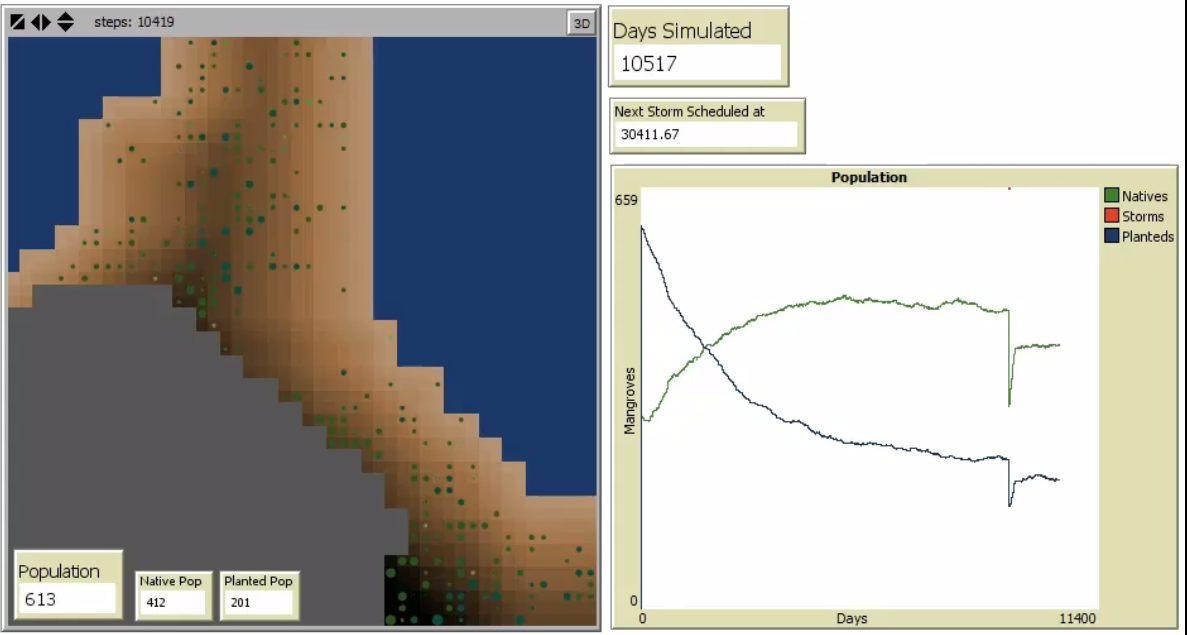 steps: 10419
3D
Days Simulated
10517
Next Storm Scheduled at
30411.67
Population
659
Natives
Storms
Planteds
Mangroves
0
0
Days
11400
Population
613
Native Pop
412
Planted Pop
201